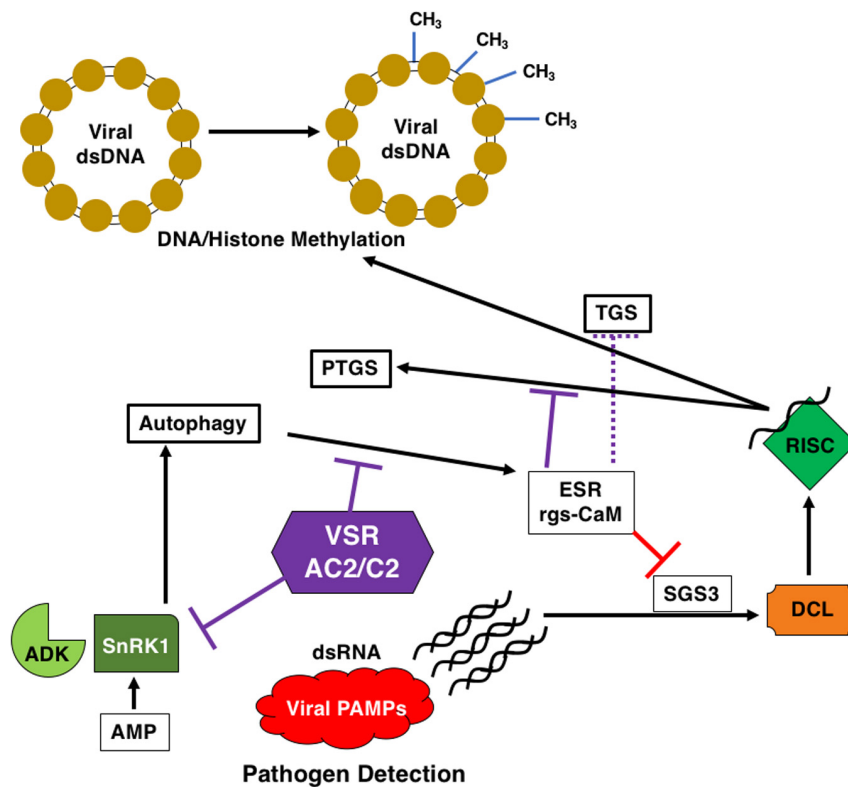 CH₃
CH₃
CH₃
CH₃
Viral
dsDNA
Viral
dsDNA
DNA/Histone Methylation
TGS
PTGS
Autophagy
RISC
ESR
rgs-CaM
VSR
AC2/C2
SGS3
DCL
ADK
SnRK1
dsRNA
Viral PAMPs
AMP
Pathogen Detection